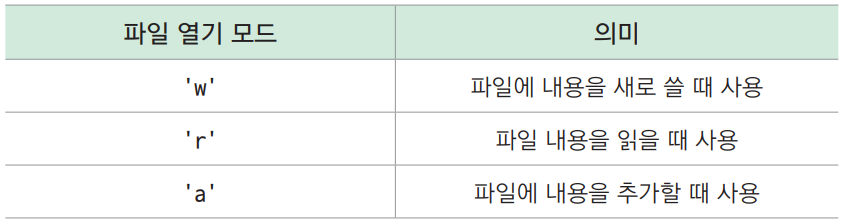 파일 열기 모드 의미
'w' 파일에 내용을 새로 쓸 때 사용
'r' 파일 내용을 읽을 때 사용
'a' 파일에 내용을 추가할 때 사용